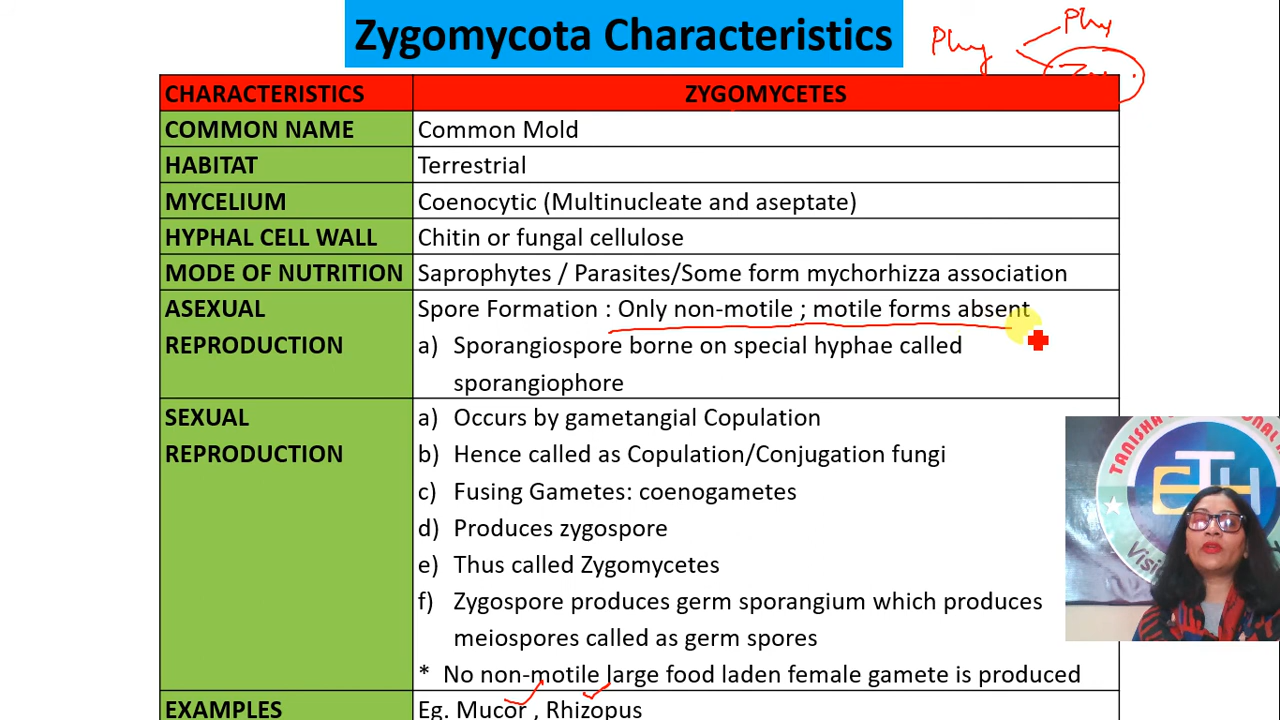 Zygomycota Characteristics
Phy
Phy
CHARACTERISTICS ZYGOMYCETES
COMMON NAME Common Mold
HABITAT Terrestrial
MYCELIUM Coenocytic (Multinucleate and aseptate)
HYPHAL CELL WALL Chitin or fungal cellulose
MODE OF NUTRITION Saprophytes / Parasites/Some form mychorhizza association
ASEXUAL Spore Formation : Only non-motile ; motile forms absent
REPRODUCTION a) Sporangiospore borne on special hyphae called
sporangiophore
SEXUAL a) Occurs by gametangial Copulation
REPRODUCTION b) Hence called as Copulation/Conjugation fungi
c) Fusing Gametes: coenogametes
d) Produces zygospore
e) Thus called Zygomycetes
f) Zygospore produces germ sporangium which produces
meiospores called as germ spores
* No non-motile large food laden female gamete is produced
EXAMPLES Eg. Mucor , Rhizopus
TANISHA
ETH